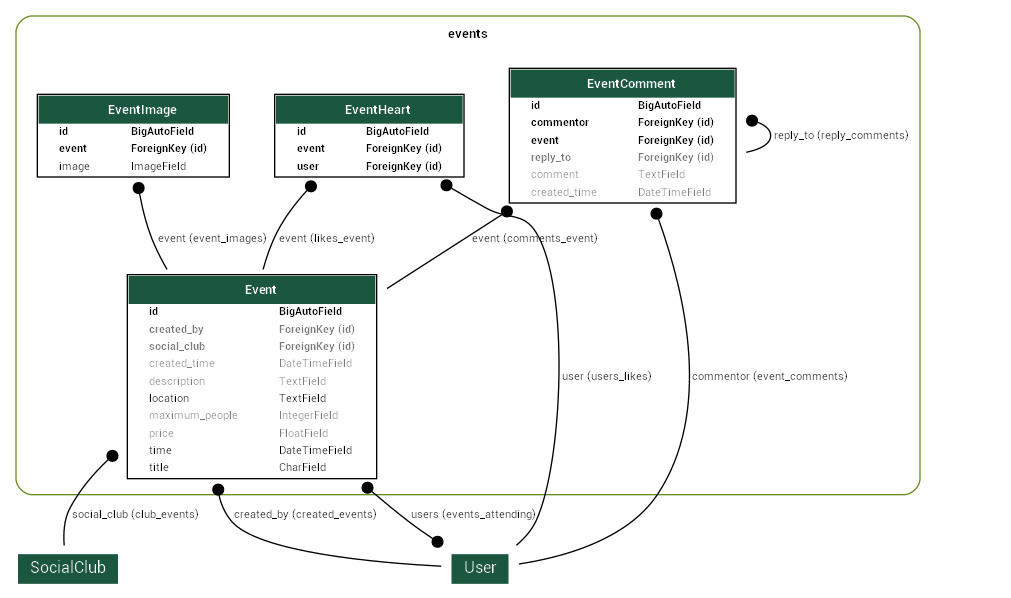 events
EventImage
id BigAutoField
event ForeignKey (id)
image ImageField
EventHeart
id BigAutoField
event ForeignKey (id)
user ForeignKey (id)
EventComment
id BigAutoField
commentor ForeignKey (id)
event ForeignKey (id)
reply_to ForeignKey (id)
comment TextField
created_time DateTimeField
reply_to (reply_comments)
event (event_images)
event (likes_event)
event (comments_event)
Event
id BigAutoField
created_by ForeignKey (id)
social_club ForeignKey (id)
created_time DateTimeField
description TextField
location TextField
maximum_people IntegerField
price FloatField
time DateTimeField
title CharField
user (users_likes)
commentor (event_comments)
social_club (club_events)
created_by (created_events)
users (events_attending)
SocialClub
User